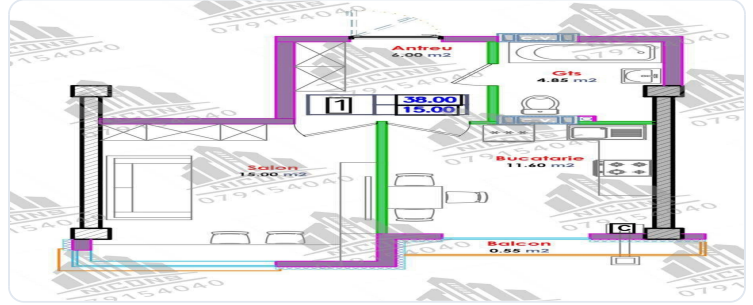 Antreu
6.00 m2
Gts
4.85 m2
1
38.00
15.00
Salon
15.00 m2
Bucatarie
11.60 m2
C
Balcon
0.55 m2
NICONS
079154040